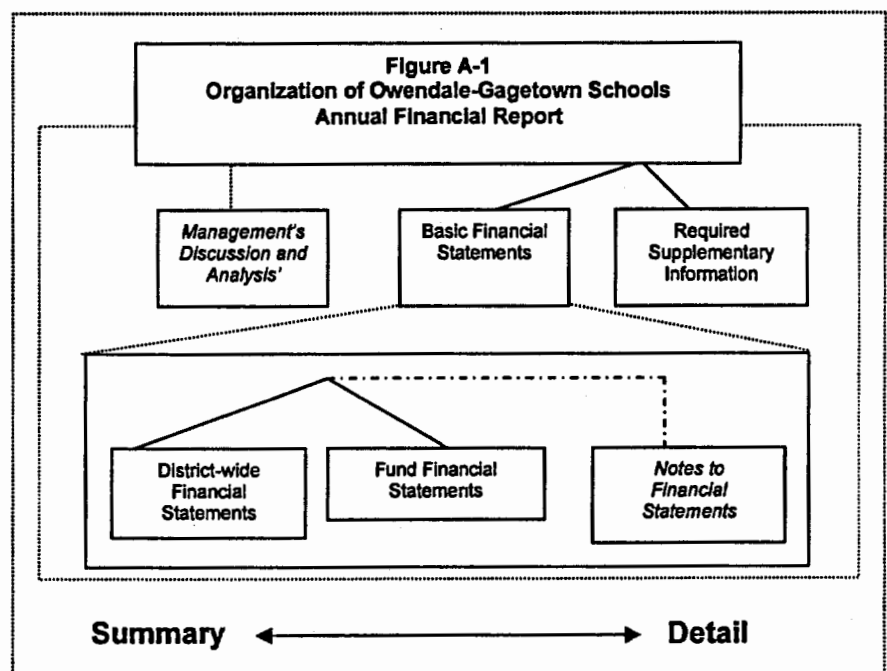 Figure A-1
Organization of Owendale-Gagetown Schools
Annual Financial Report
Management's
Discussion and
Analysis'
Basic Financial
Statements
Required
Supplementary
Information
District-wide
Financial
Statements
Fund Financial
Statements
Notes to
Financial
Statements
Summary
Detail